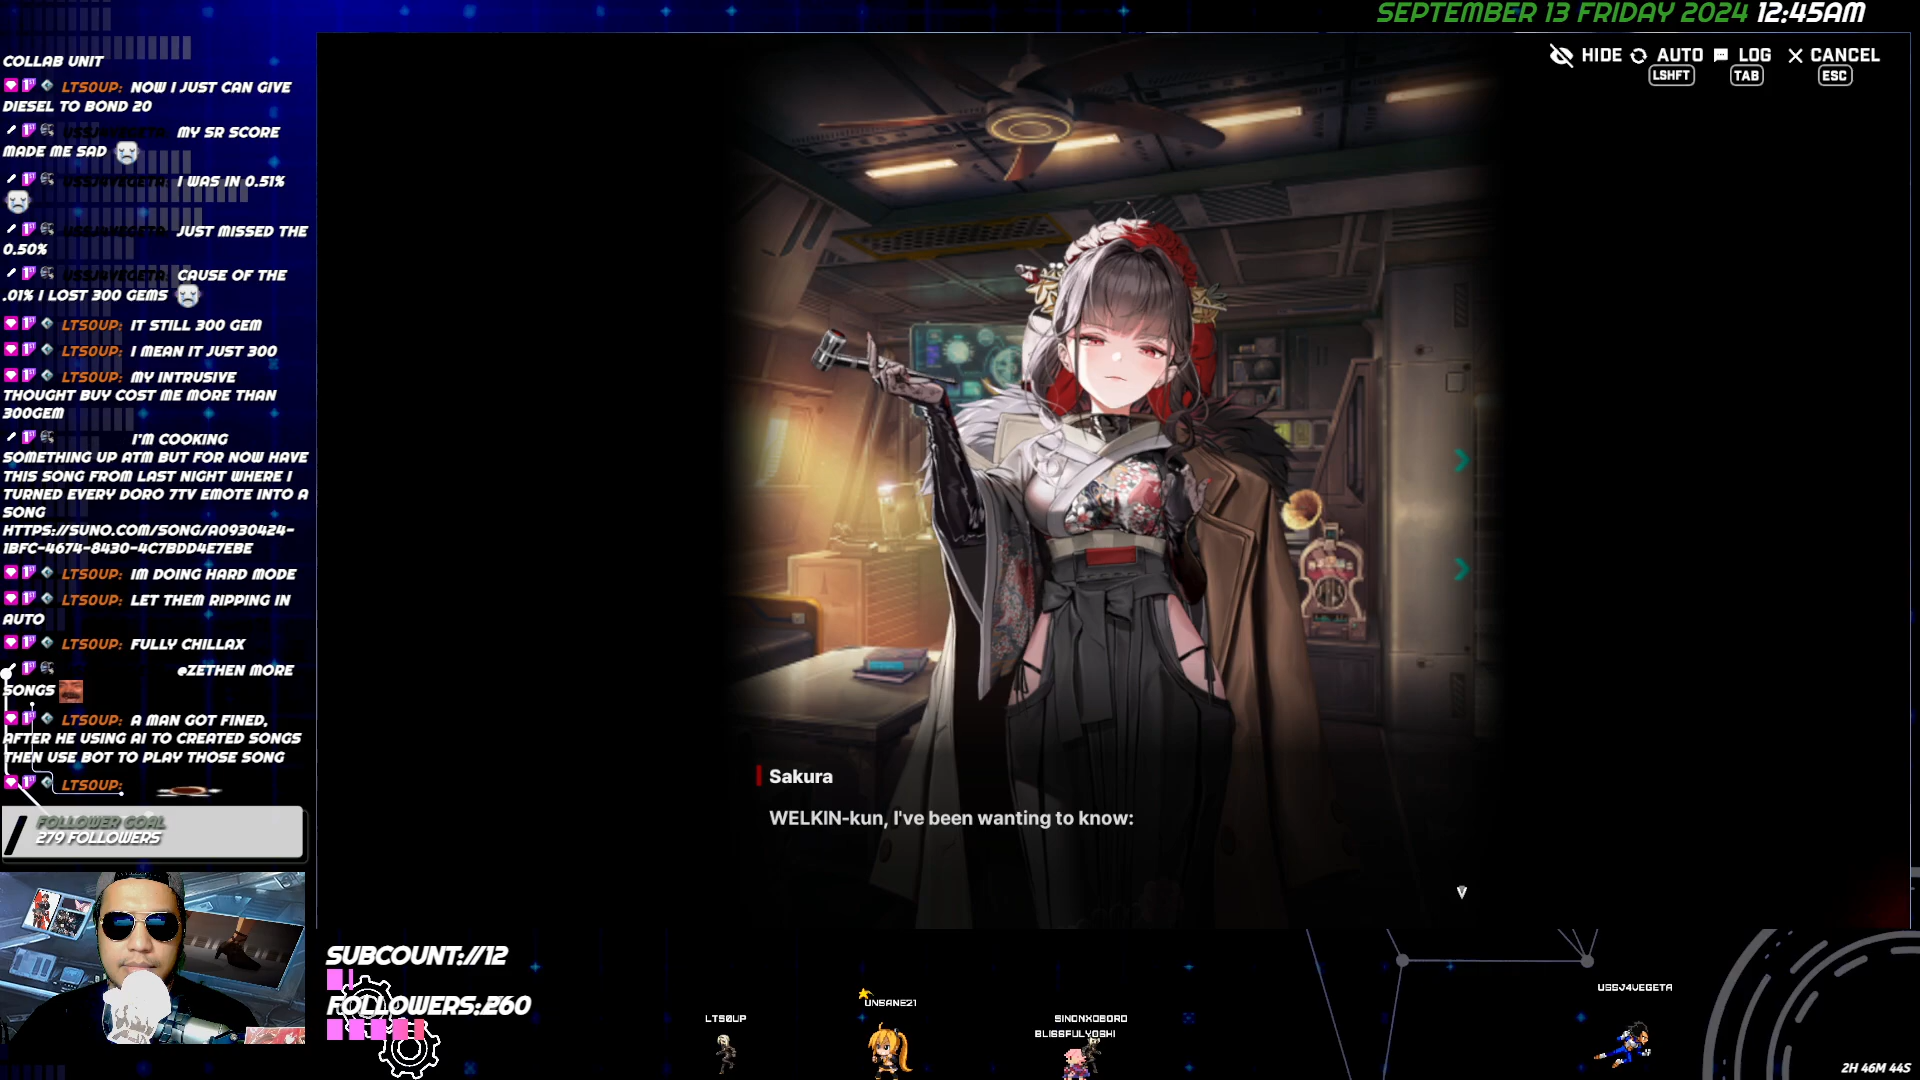 SEPTEMBER 13 FRIDAY 2024 12:45AM
HIDE AUTO LOG CANCEL
LSHFT TAB ESC
COLLAB UNIT
LTSOUP: NOW I JUST CAN GIVE
DIESEL TO BOND 20
USSJ4VEGETA: MY SR SCORE
MADE ME SAD
USSJ4VEGETA: I WAS IN 0.51%
USSJ4VEGETA: JUST MISSED THE
0.50%
USSJ4VEGETA: CAUSE OF THE
.01% I LOST 300 GEMS
LTSOUP: IT STILL 300 GEM
LTSOUP: I MEAN IT JUST 300
LTSOUP: MY INTRUSIVE
THOUGHT BUY COST ME MORE THAN
300GEM
I'M COOKING
SOMETHING UP ATM BUT FOR NOW HAVE
THIS SONG FROM LAST NIGHT WHERE I
TURNED EVERY DORO 7TV EMOTE INTO A
SONG
HTTPS://SUNO.COM/SONG/A0930424-
1BFC-4674-8430-4C7BDD4E7EBE
LTSOUP: IM DOING HARD MODE
LTSOUP: LET THEM RIPPING IN
AUTO
LTSOUP: FULLY CHILLAX
@ZETHEN MORE
SONGS
LTSOUP: A MAN GOT FINED,
AFTER HE USING AI TO CREATED SONGS
THEN USE BOT TO PLAY THOSE SONG
LTSOUP:
FOLLOWER GOAL
279 FOLLOWERS
Sakura
WELKIN-kun, I've been wanting to know:
SUBCOUNT://12
FOLLOWERS:260
LTSOUP
UNSANE21
SINCNXOBORO
BLISSFULYOSHI
USSJ4VEGETA
2H 46M 44S